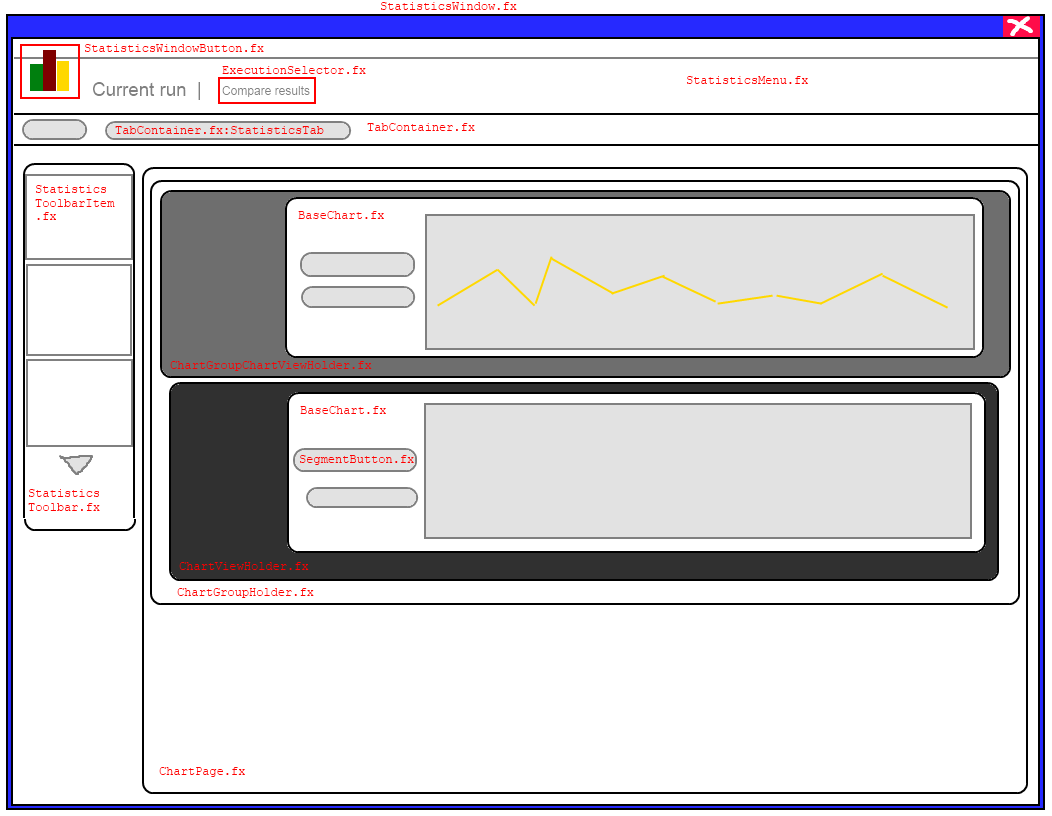 StatisticsWindow.fx
StatisticsWindowButton.fx
ExecutionSelector.fx
StatisticsMenu.fx
Current run | Compare results
TabContainer.fx:StatisticsTab
TabContainer.fx
Statistics
ToolbarItem
.fx
BaseChart.fx
ChartGroupChartViewHolder.fx
BaseChart.fx
SegmentButton.fx
Statistics
Toolbar.fx
ChartViewHolder.fx
ChartGroupHolder.fx
ChartPage.fx